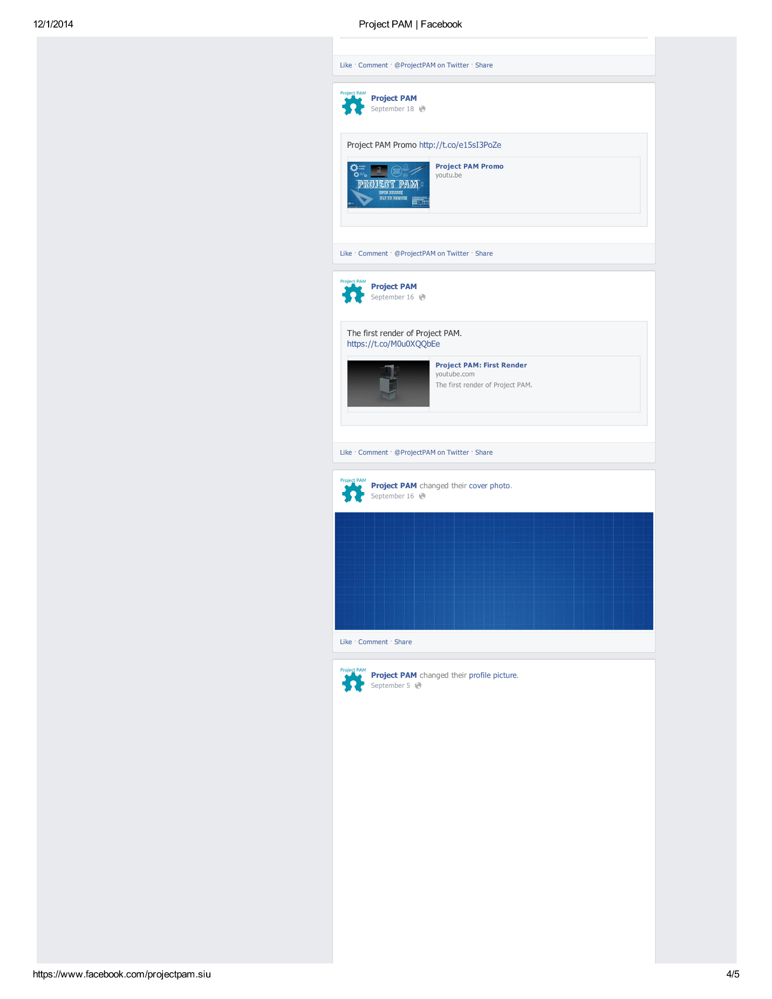 12/1/2014
Project PAM | Facebook
Like · Comment · @ProjectPAM on Twitter · Share
Project PAM
Project PAM
September 18
Project PAM Promo http://t.co/e15sI3PoZe
Project PAM Promo
youtu.be
PROJECT PAM
OPEN SOURCE
DLP 3D PRINTER
Like · Comment · @ProjectPAM on Twitter · Share
Project PAM
Project PAM
September 16
The first render of Project PAM.
https://t.co/M0u0XQQbEe
Project PAM: First Render
youtube.com
The first render of Project PAM.
Like · Comment · @ProjectPAM on Twitter · Share
Project PAM
Project PAM changed their cover photo.
September 16
Like · Comment · Share
Project PAM
Project PAM changed their profile picture.
September 5
https://www.facebook.com/projectpam.siu
4/5